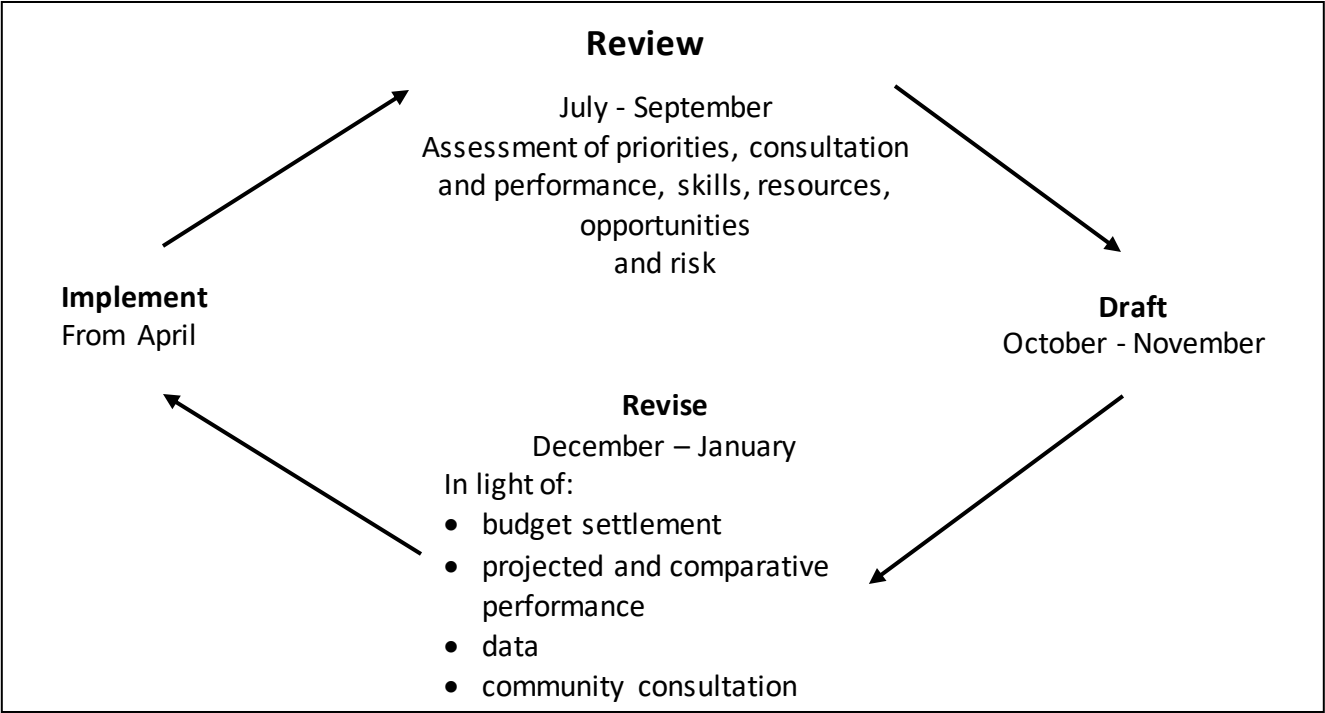 Review
July - September
Assessment of priorities, consultation
and performance, skills, resources,
opportunities
and risk
Implement
From April
Draft
October - November
Revise
December – January
In light of:
• budget settlement
• projected and comparative
performance
• data
• community consultation